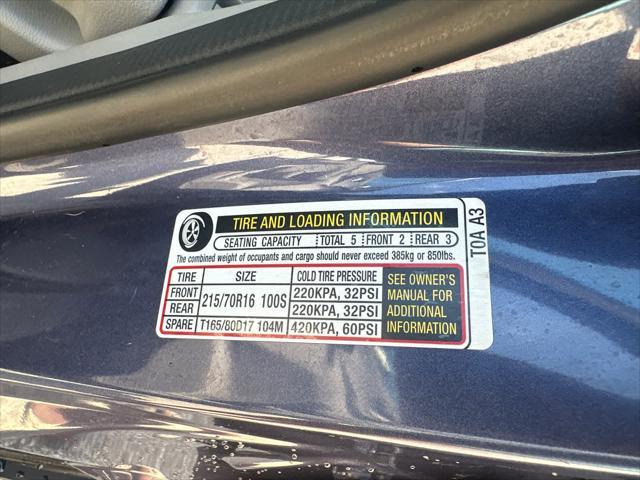 TIRE AND LOADING INFORMATION
SEATING CAPACITY TOTAL 5 FRONT 2 REAR 3
The combined weight of occupants and cargo should never exceed 385kg or 850lbs.
TIRE SIZE COLD TIRE PRESSURE
FRONT 215/70R16 100S 220KPA, 32PSI
REAR 220KPA, 32PSI
SPARE T165/80D17 104M 420KPA, 60PSI
SEE OWNER'S
MANUAL FOR
ADDITIONAL
INFORMATION
T0A A3